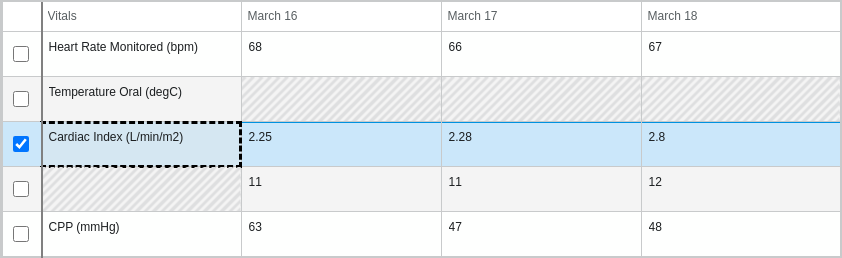 Vitals March 16 March 17 March 18
Heart Rate Monitored (bpm) 68 66 67
Temperature Oral (degC)
Cardiac Index (L/min/m2) 2.25 2.28 2.8
11 11 12
CPP (mmHg) 63 47 48